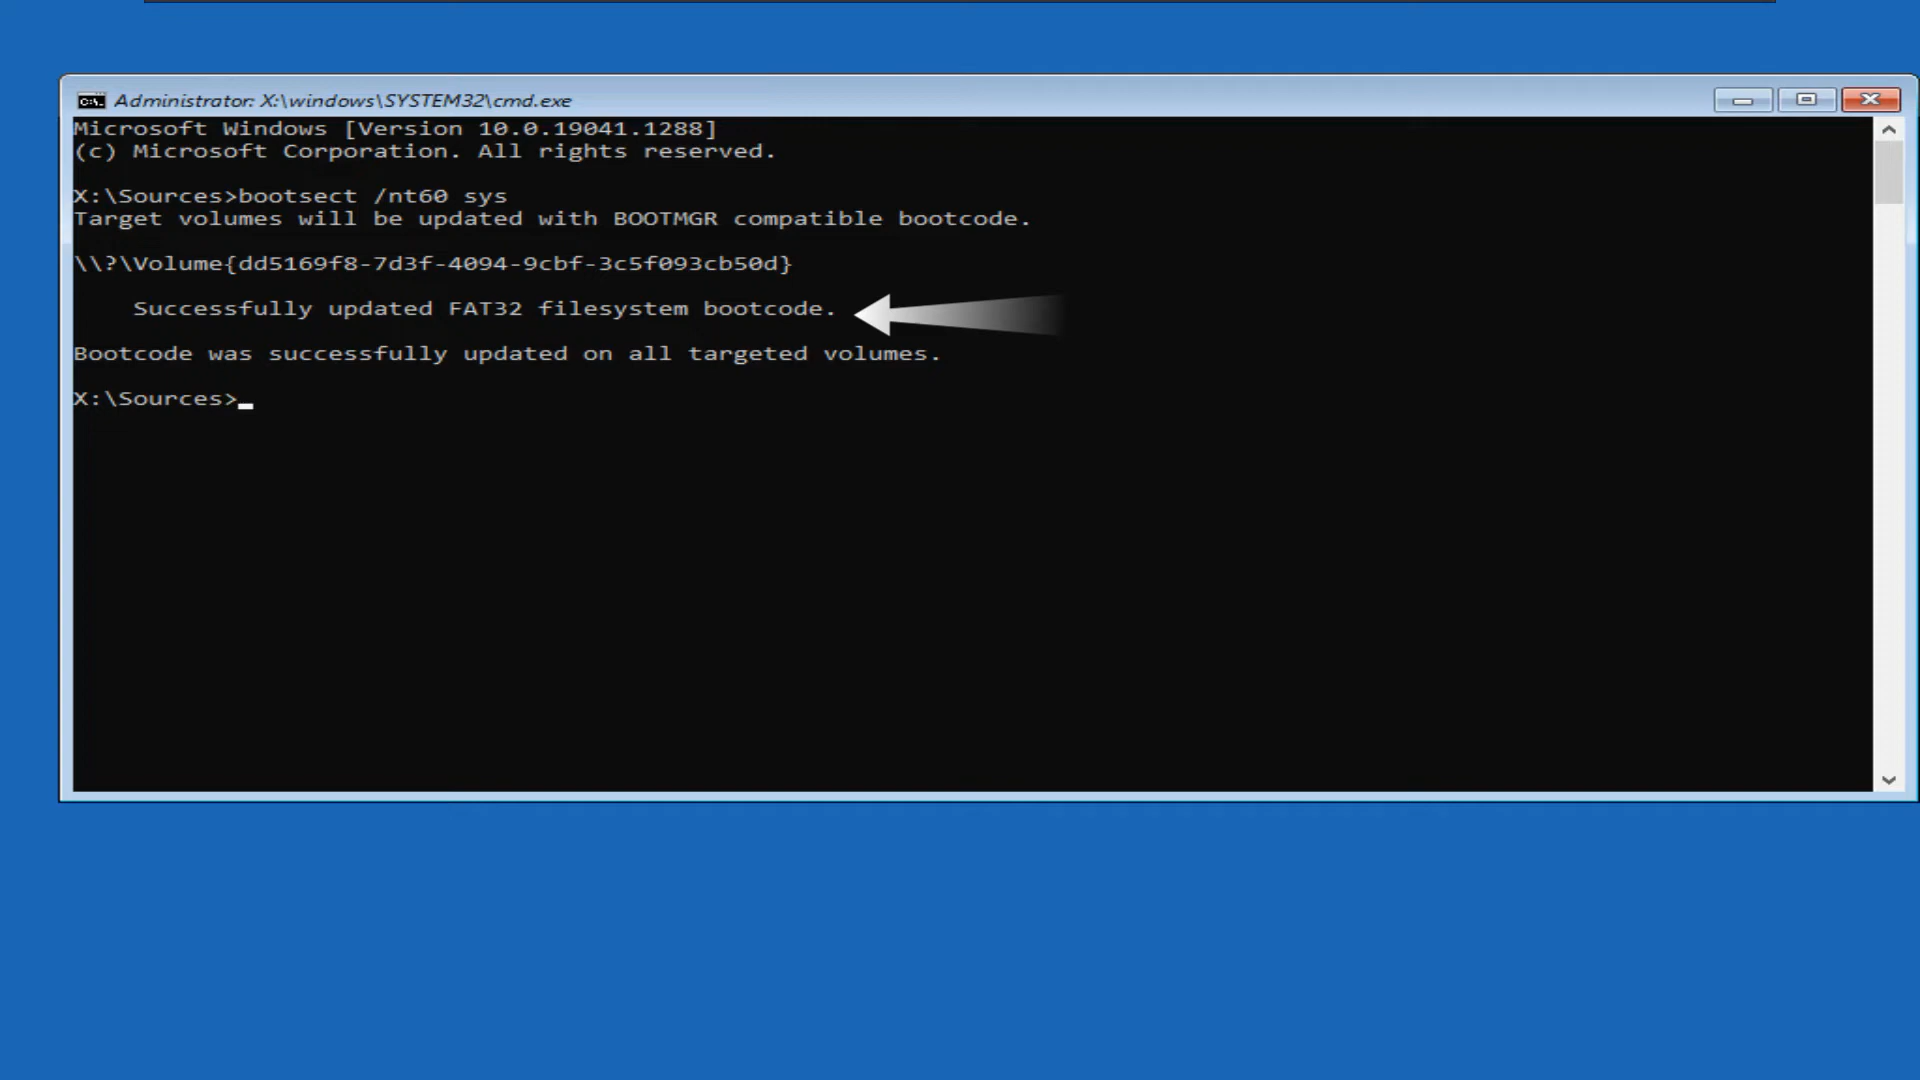 Administrator: X:\windows\SYSTEM32\cmd.exe
Microsoft Windows [Version 10.0.19041.1288]
(c) Microsoft Corporation. All rights reserved.
X:\Sources>bootsect /nt60 sys
Target volumes will be updated with BOOTMGR compatible bootcode.
\\?\Volume{dd5169f8-7d3f-4094-9cbf-3c5f093cb50d}
Successfully updated FAT32 filesystem bootcode.
Bootcode was successfully updated on all targeted volumes.
X:\Sources>